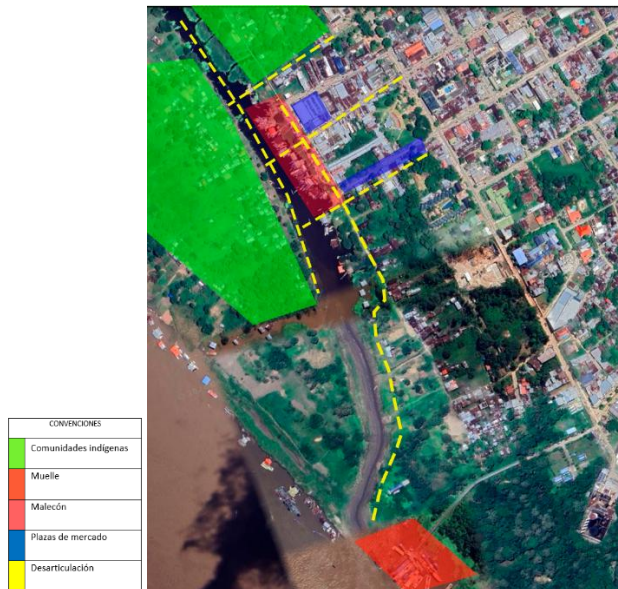 CONVENCIONES
Comunidades indígenas
Muelle
Malecón
Plazas de mercado
Desarticulación